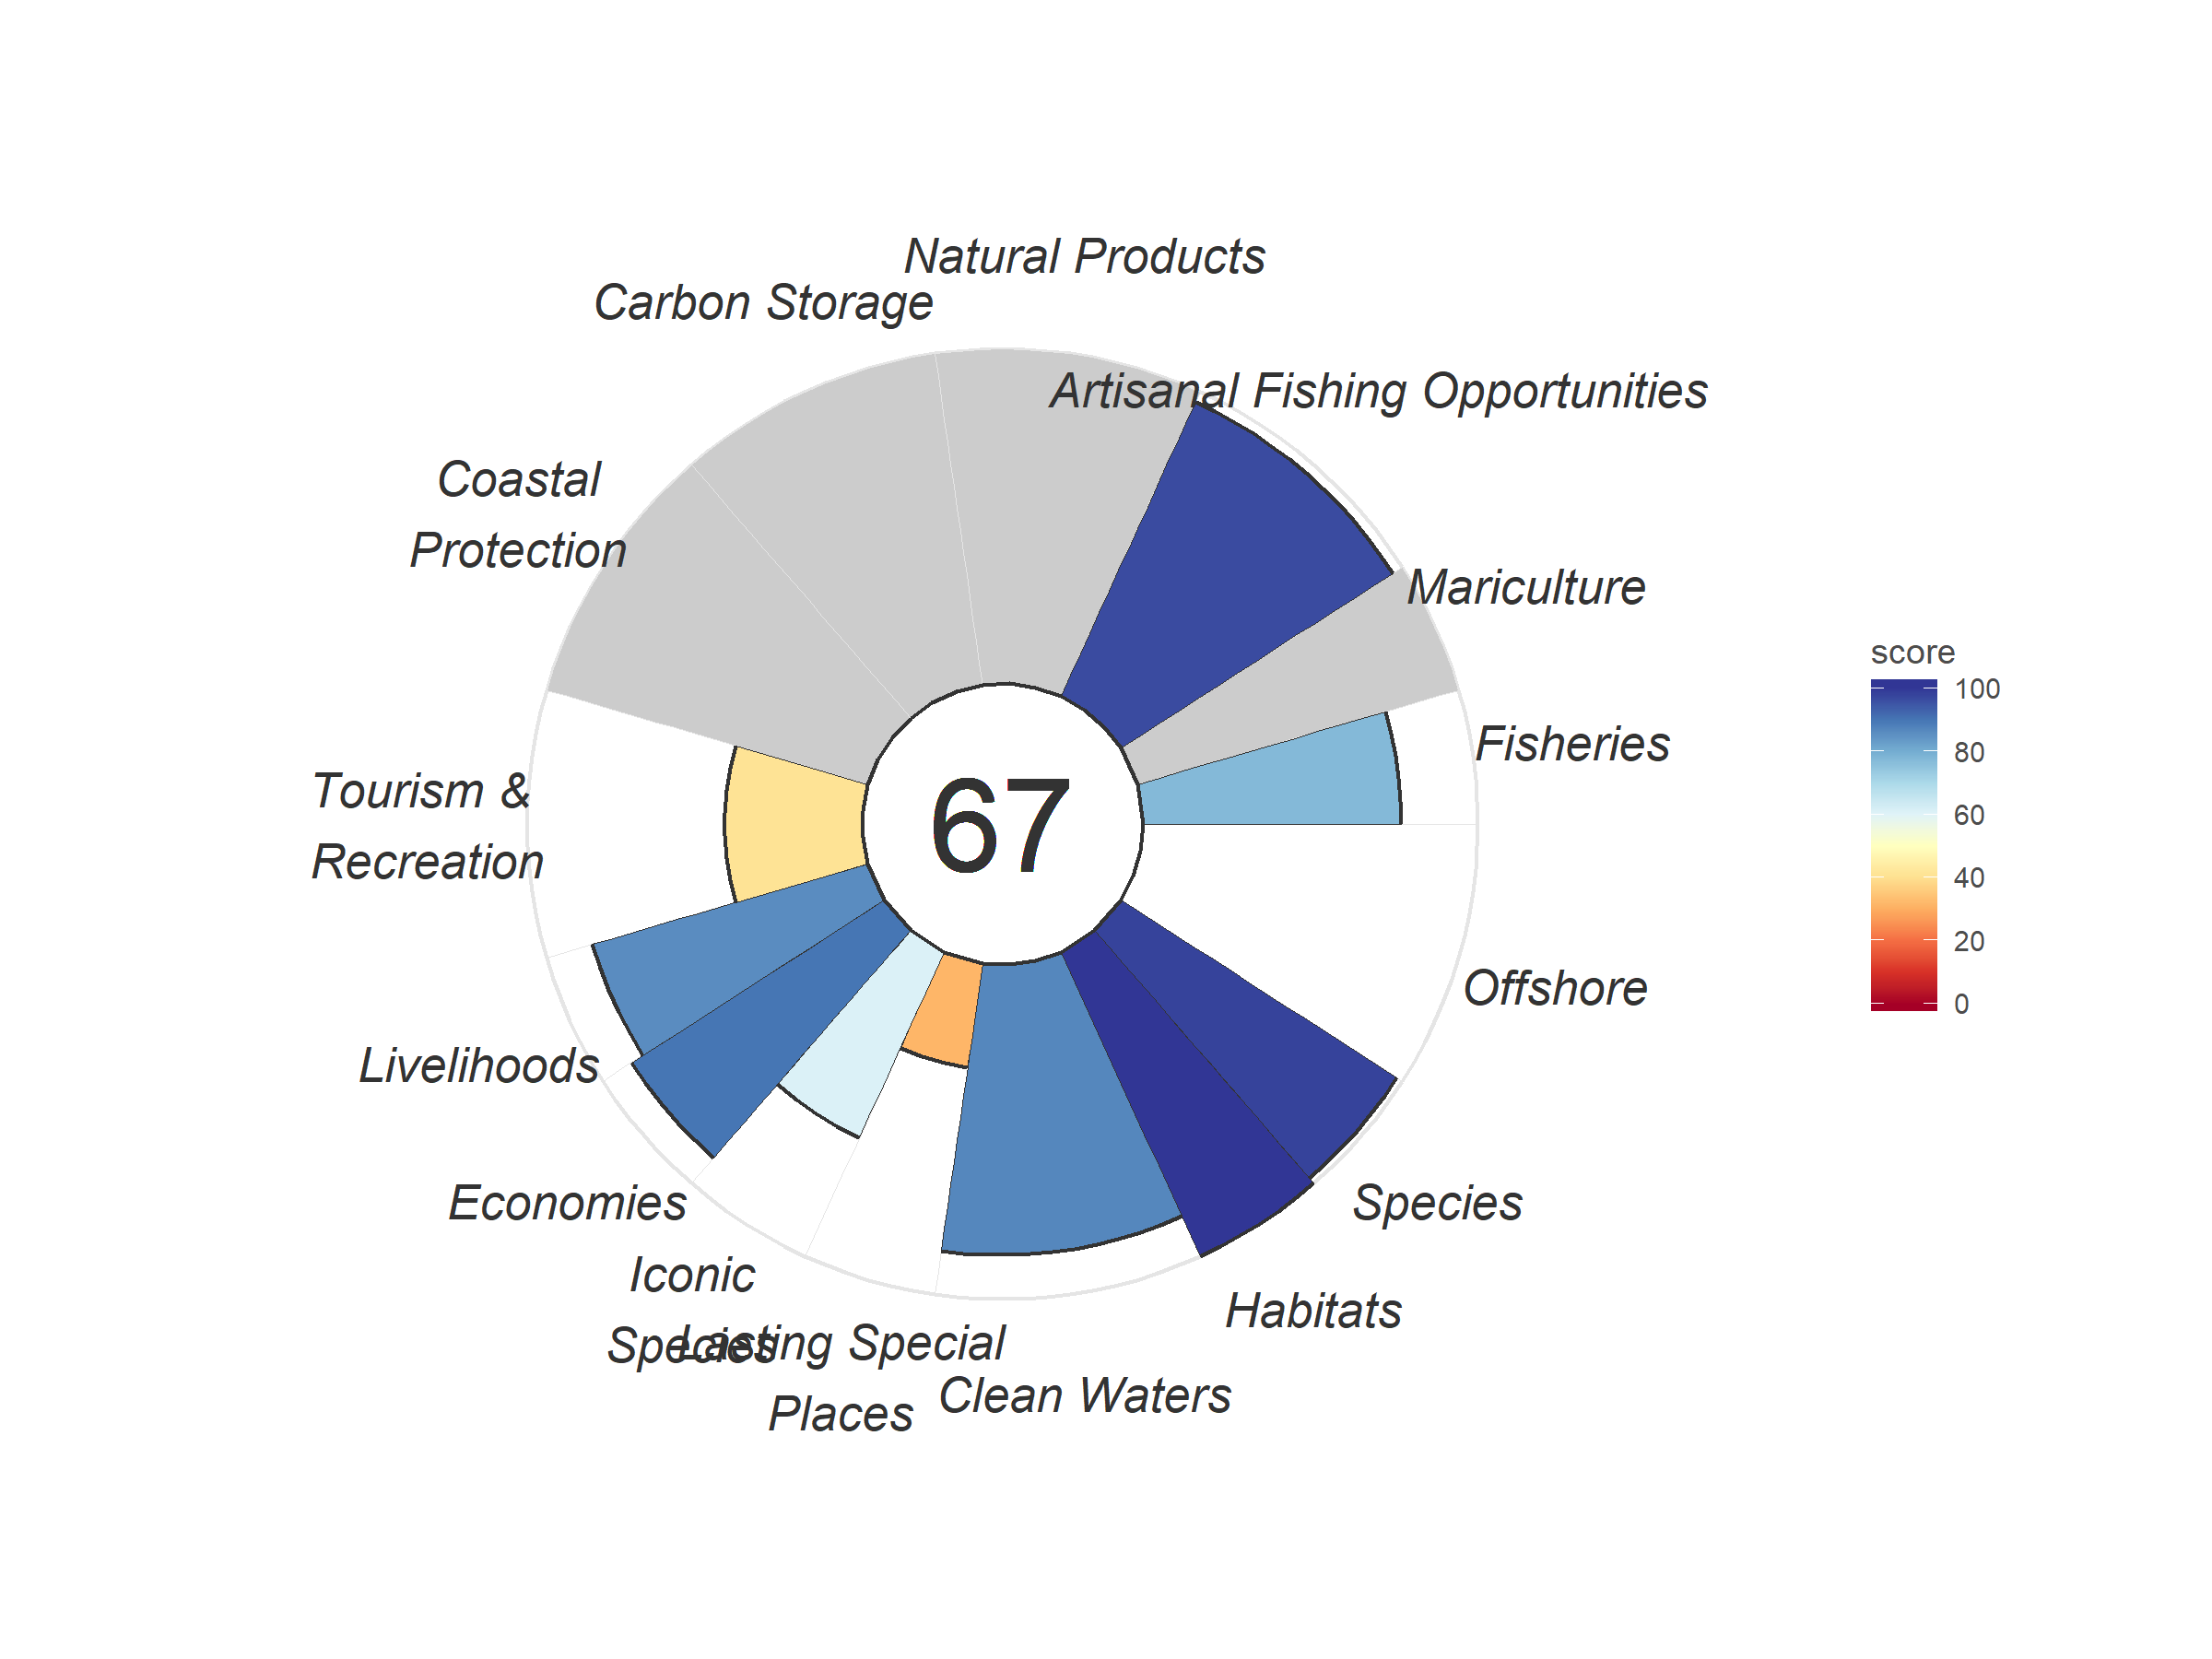 Natural Products
Carbon Storage
Artisanal Fishing Opportunities
Coastal
Protection
Mariculture
Fisheries
Tourism &
Recreation
67
Offshore
Livelihoods
Economies
Species
Iconic
Species
Habitats
Lasting Special
Places
Clean Waters
score
100
80
60
40
20
0